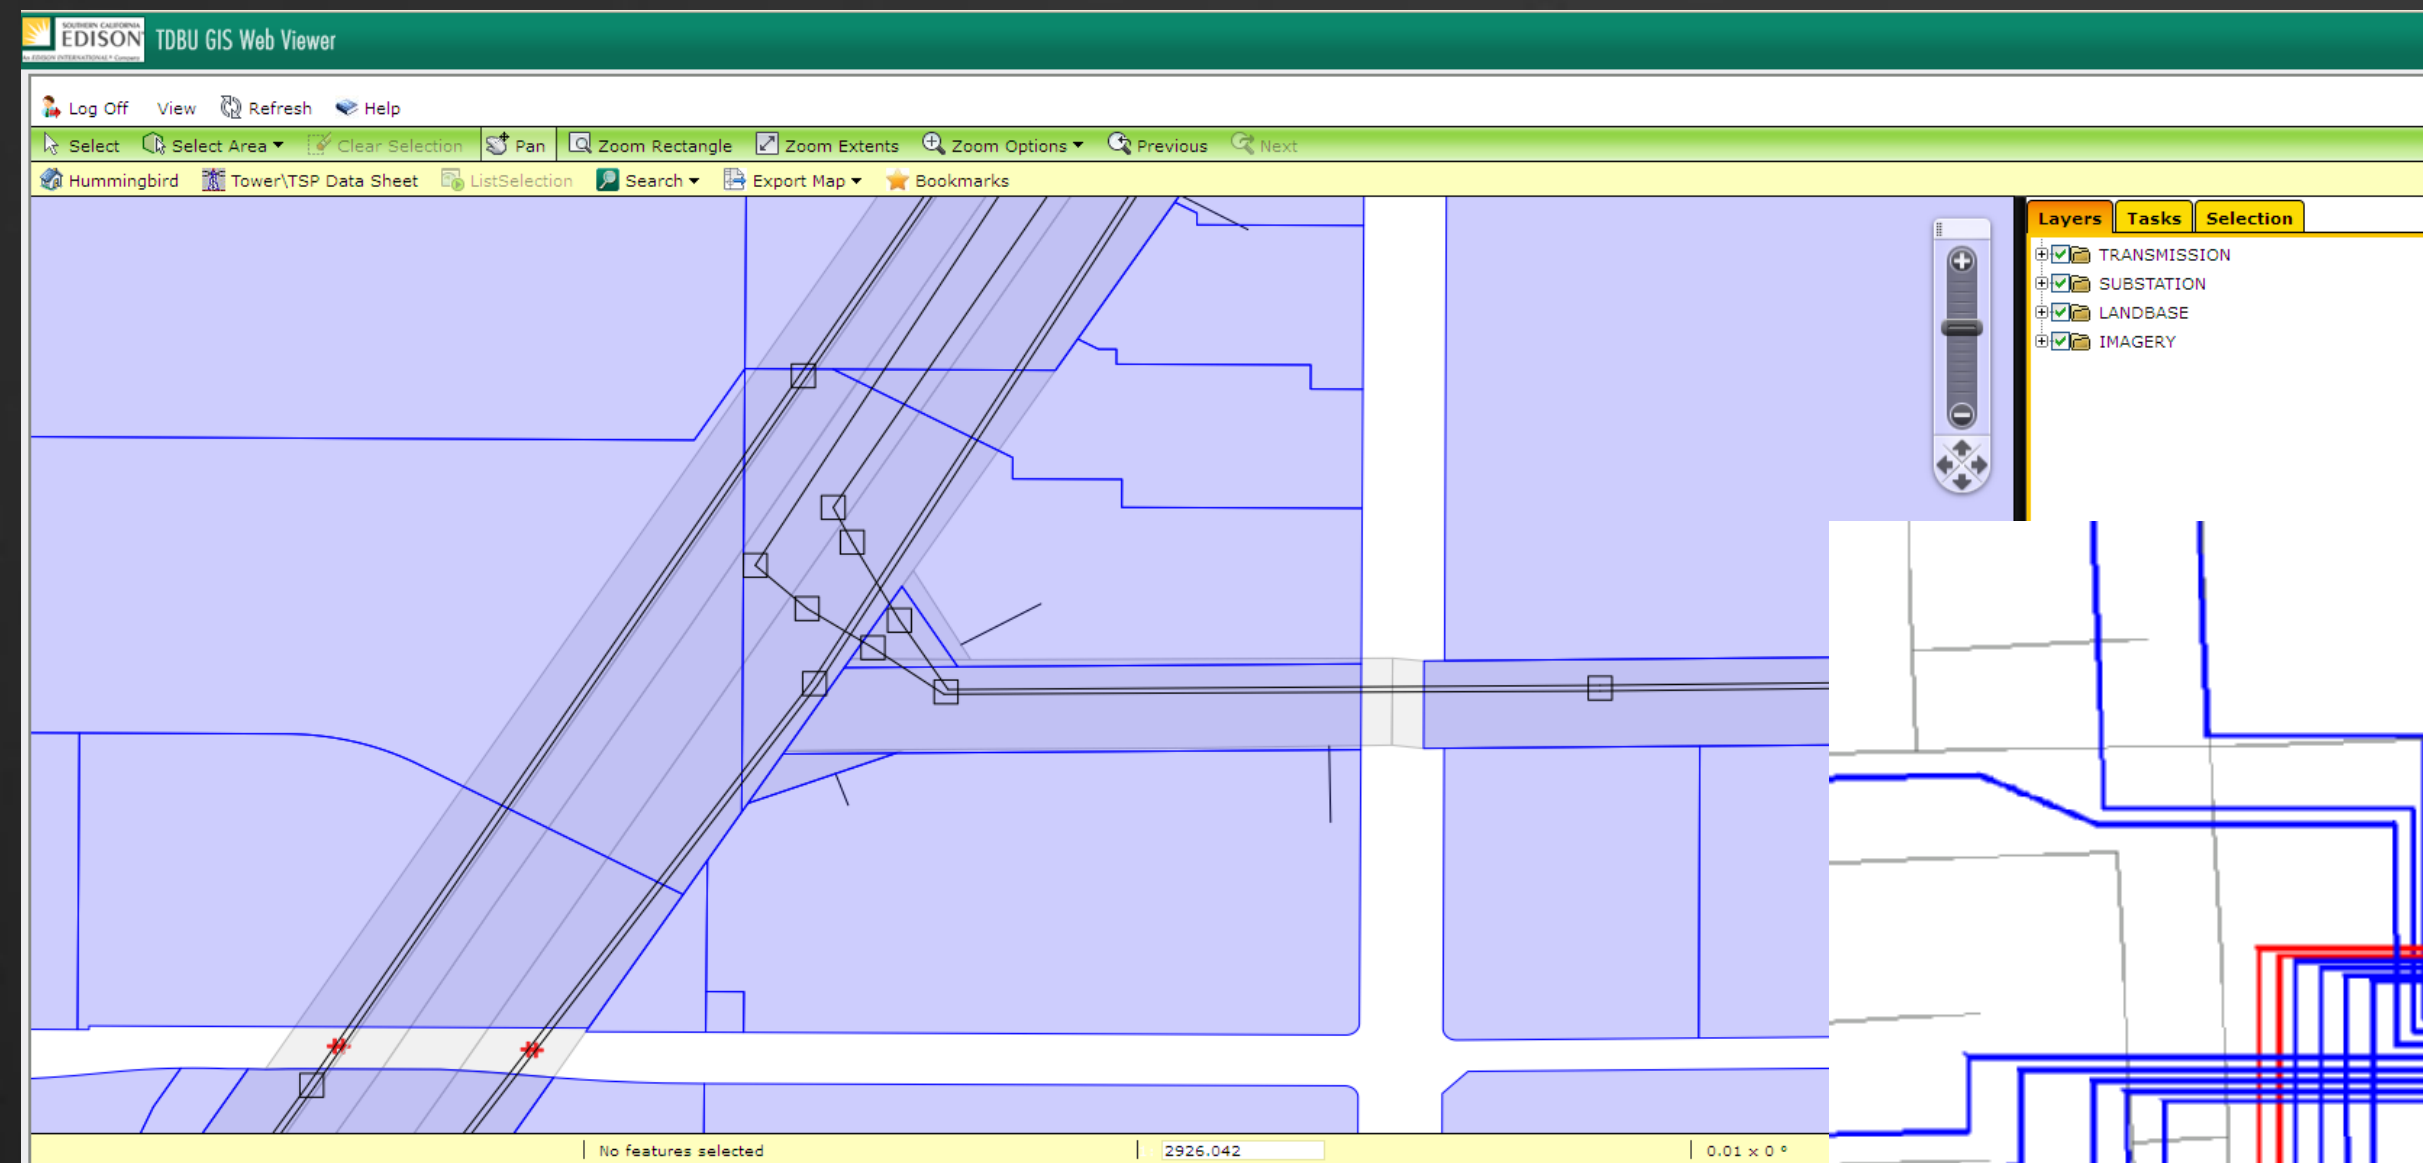 SOUTHERN CALIFORNIA
EDISON
An EDISON INTERNATIONAL® Company
TDBU GIS Web Viewer
Log Off View Refresh Help
Select Select Area Clear Selection Pan Zoom Rectangle Zoom Extents Zoom Options Previous Next
Hummingbird Tower\TSP Data Sheet ListSelection Search Export Map Bookmarks
Layers Tasks Selection
TRANSMISSION
SUBSTATION
LANDBASE
IMAGERY
No features selected 2926.042 0.01 x 0 °